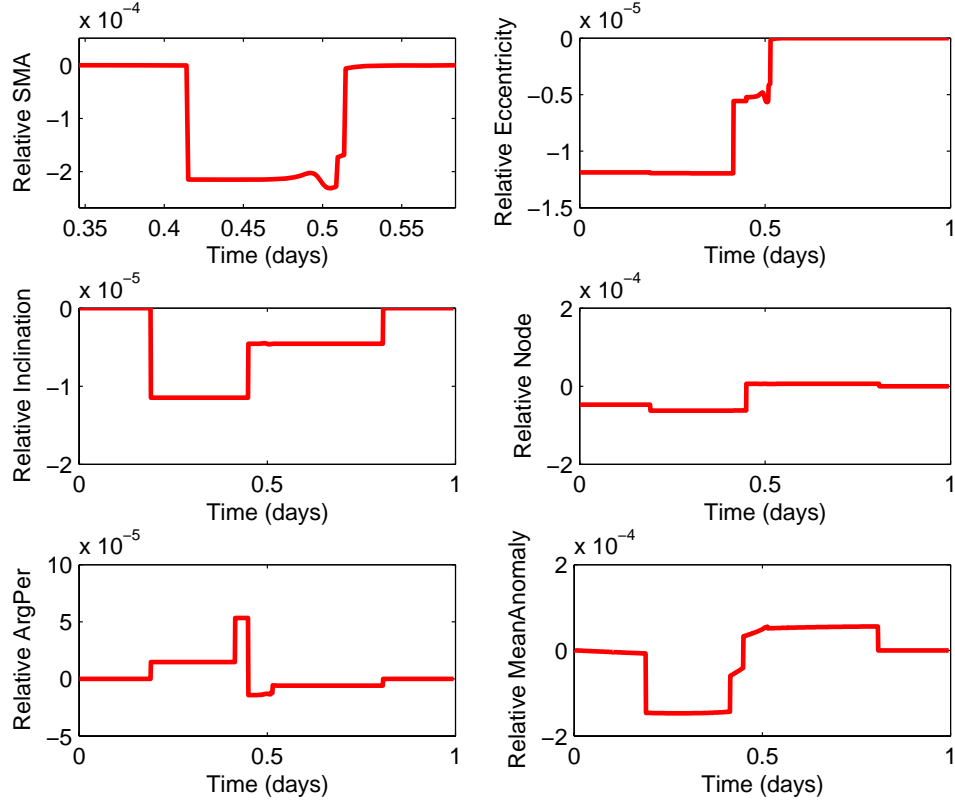 x 10−4
0
−1
−2
Relative SMA
0.35 0.4 0.45 0.5 0.55
Time (days)
x 10−5
0
−0.5
−1
−1.5
Relative Eccentricity
0 0.5 1
Time (days)
x 10−5
0
−1
−2
Relative Inclination
0 0.5 1
Time (days)
x 10−4
2
0
−2
Relative Node
0 0.5 1
Time (days)
x 10−5
10
5
0
−5
Relative ArgPer
0 0.5 1
Time (days)
x 10−4
2
0
−2
Relative MeanAnomaly
0 0.5 1
Time (days)